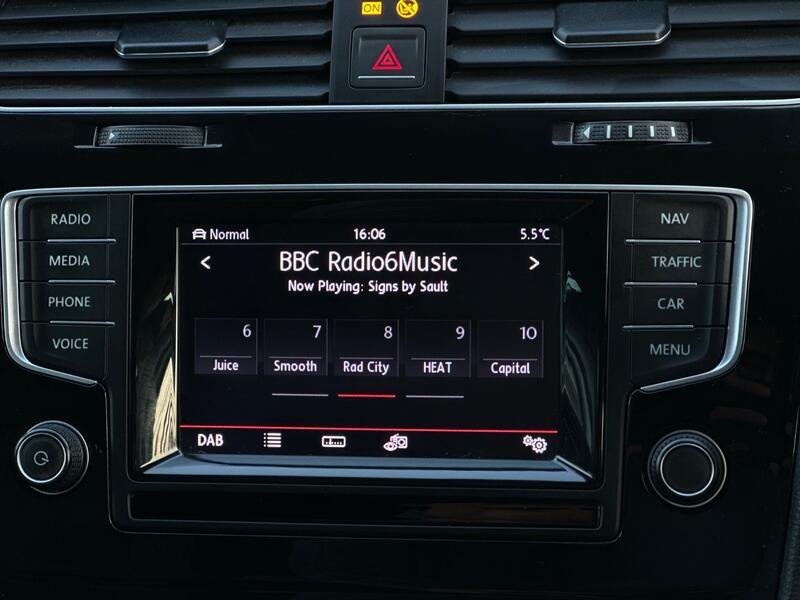 ON
RADIO
MEDIA
PHONE
VOICE
Normal 16:06 5.5°C
< BBC Radio6Music >
Now Playing: Signs by Sault
6 7 8 9 10
Juice Smooth Rad City HEAT Capital
DAB
NAV
TRAFFIC
CAR
MENU